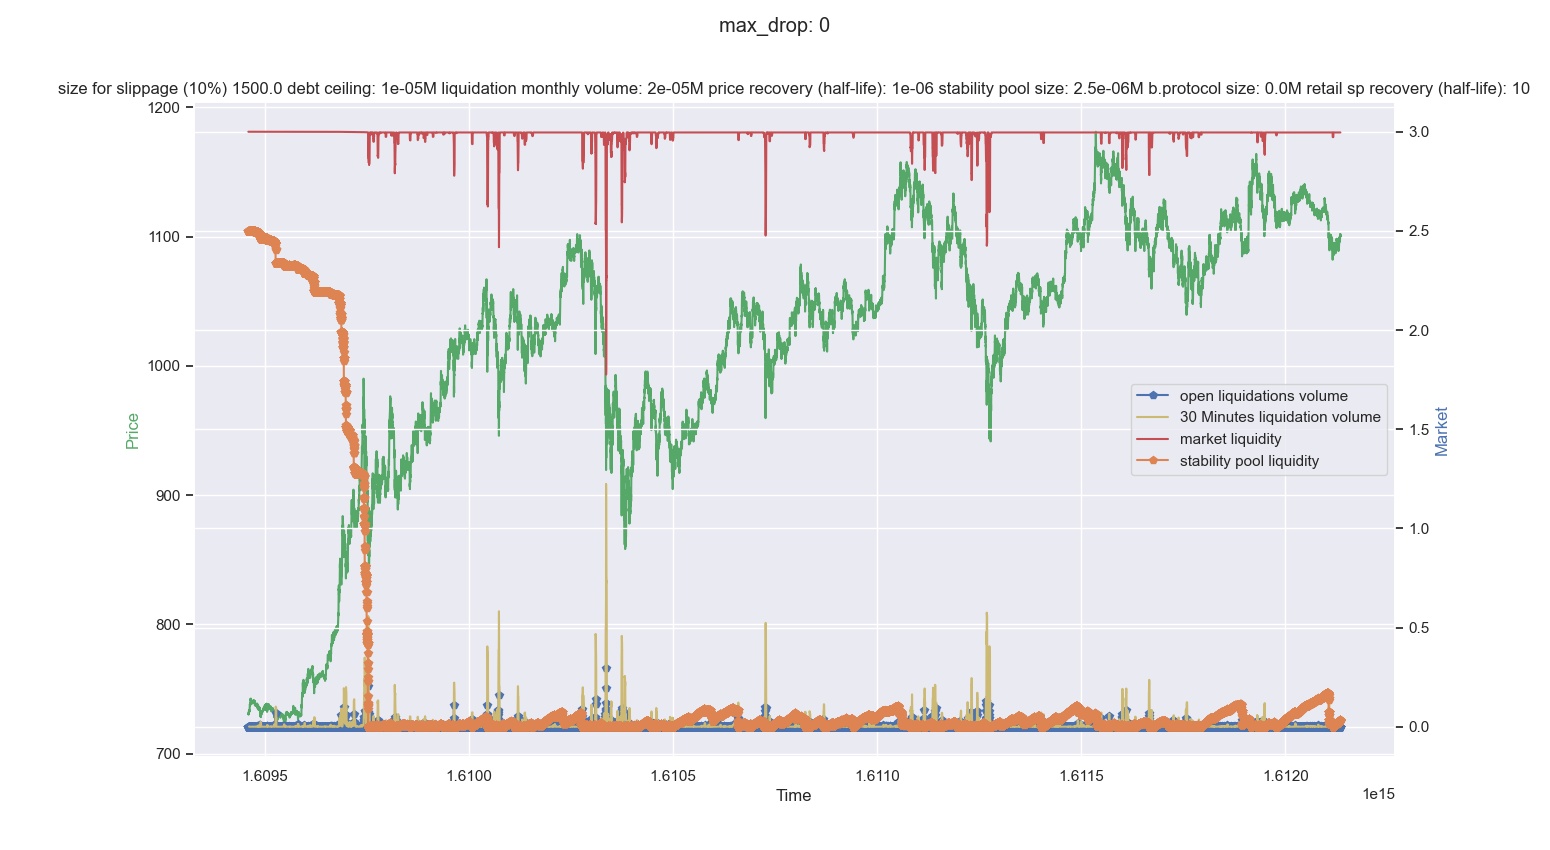 max_drop: 0
size for slippage (10%) 1500.0 debt ceiling: 1e-05M liquidation monthly volume: 2e-05M price recovery (half-life): 1e-06 stability pool size: 2.5e-06M b.protocol size: 0.0M retail sp recovery (half-life): 10
1200
1100
1000
900
800
700
Price
3.0
2.5
2.0
1.5
1.0
0.5
0.0
Market
open liquidations volume
30 Minutes liquidation volume
market liquidity
stability pool liquidity
1.6095 1.6100 1.6105 1.6110 1.6115 1.6120
Time
1e15